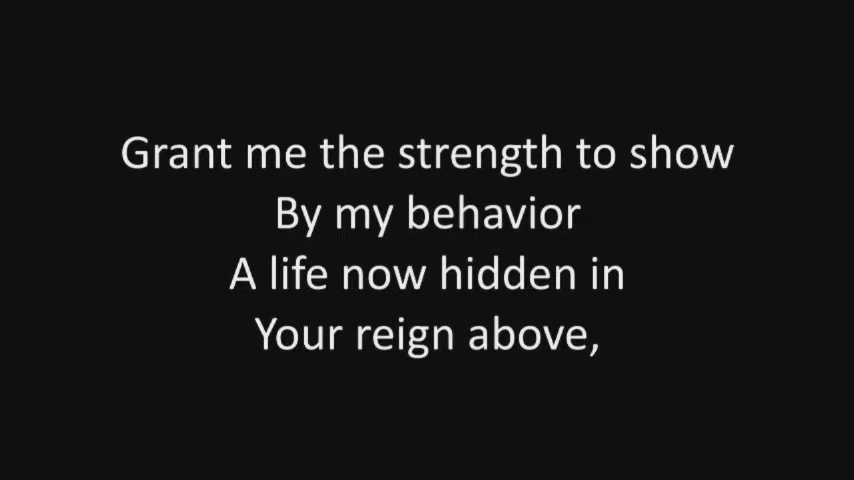 Grant me the strength to show
By my behavior
A life now hidden in
Your reign above,